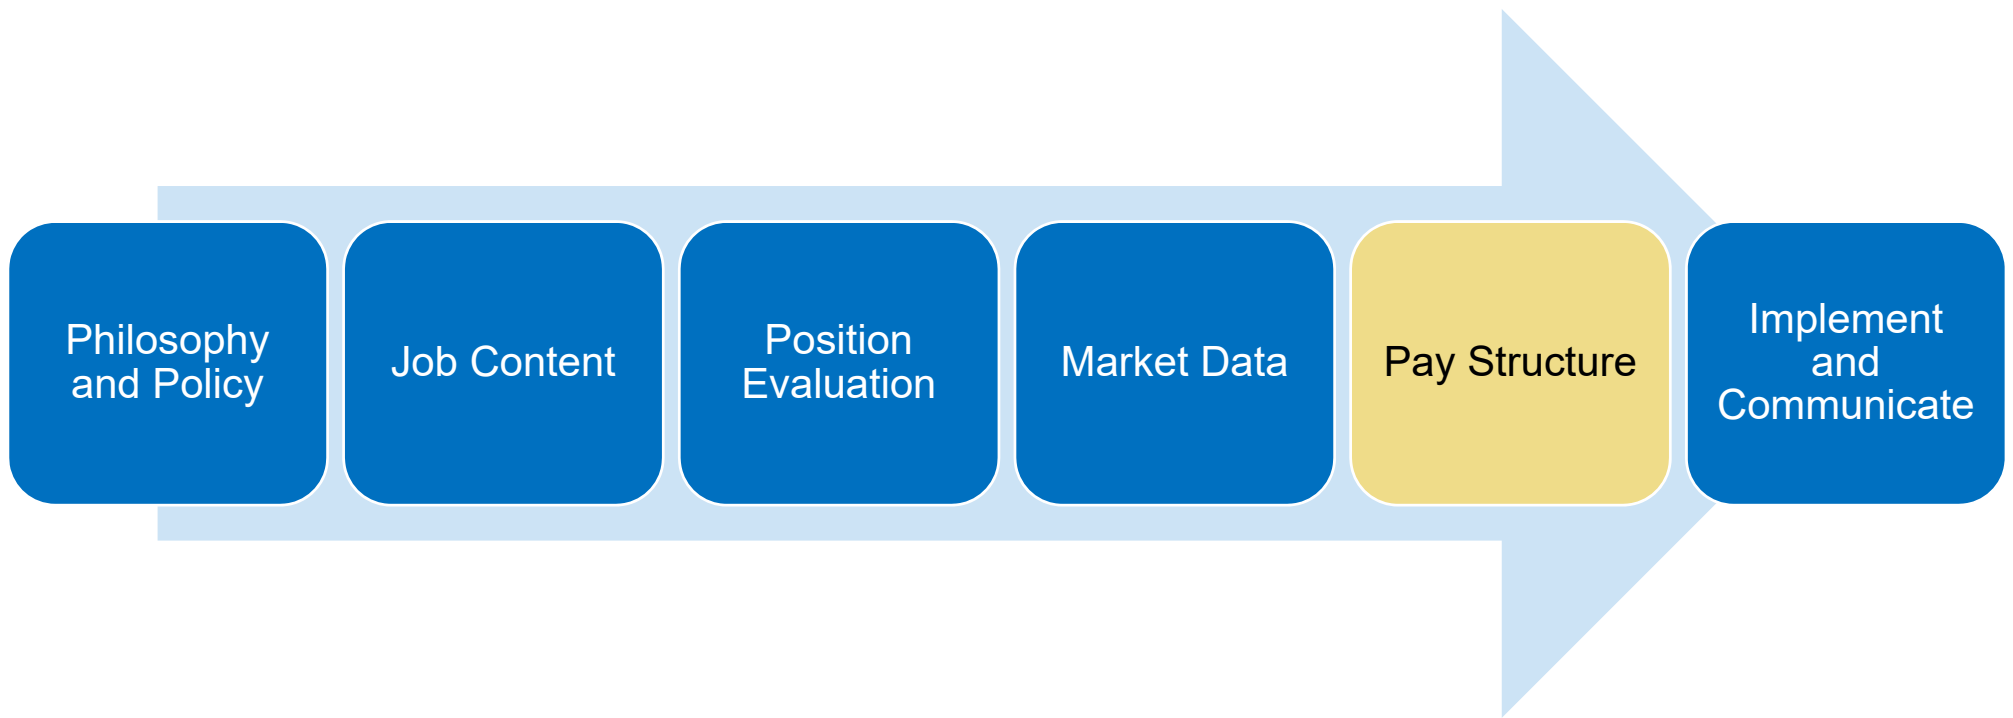 Philosophy
and Policy
Job Content
Position
Evaluation
Market Data
Pay Structure
Implement
and
Communicate